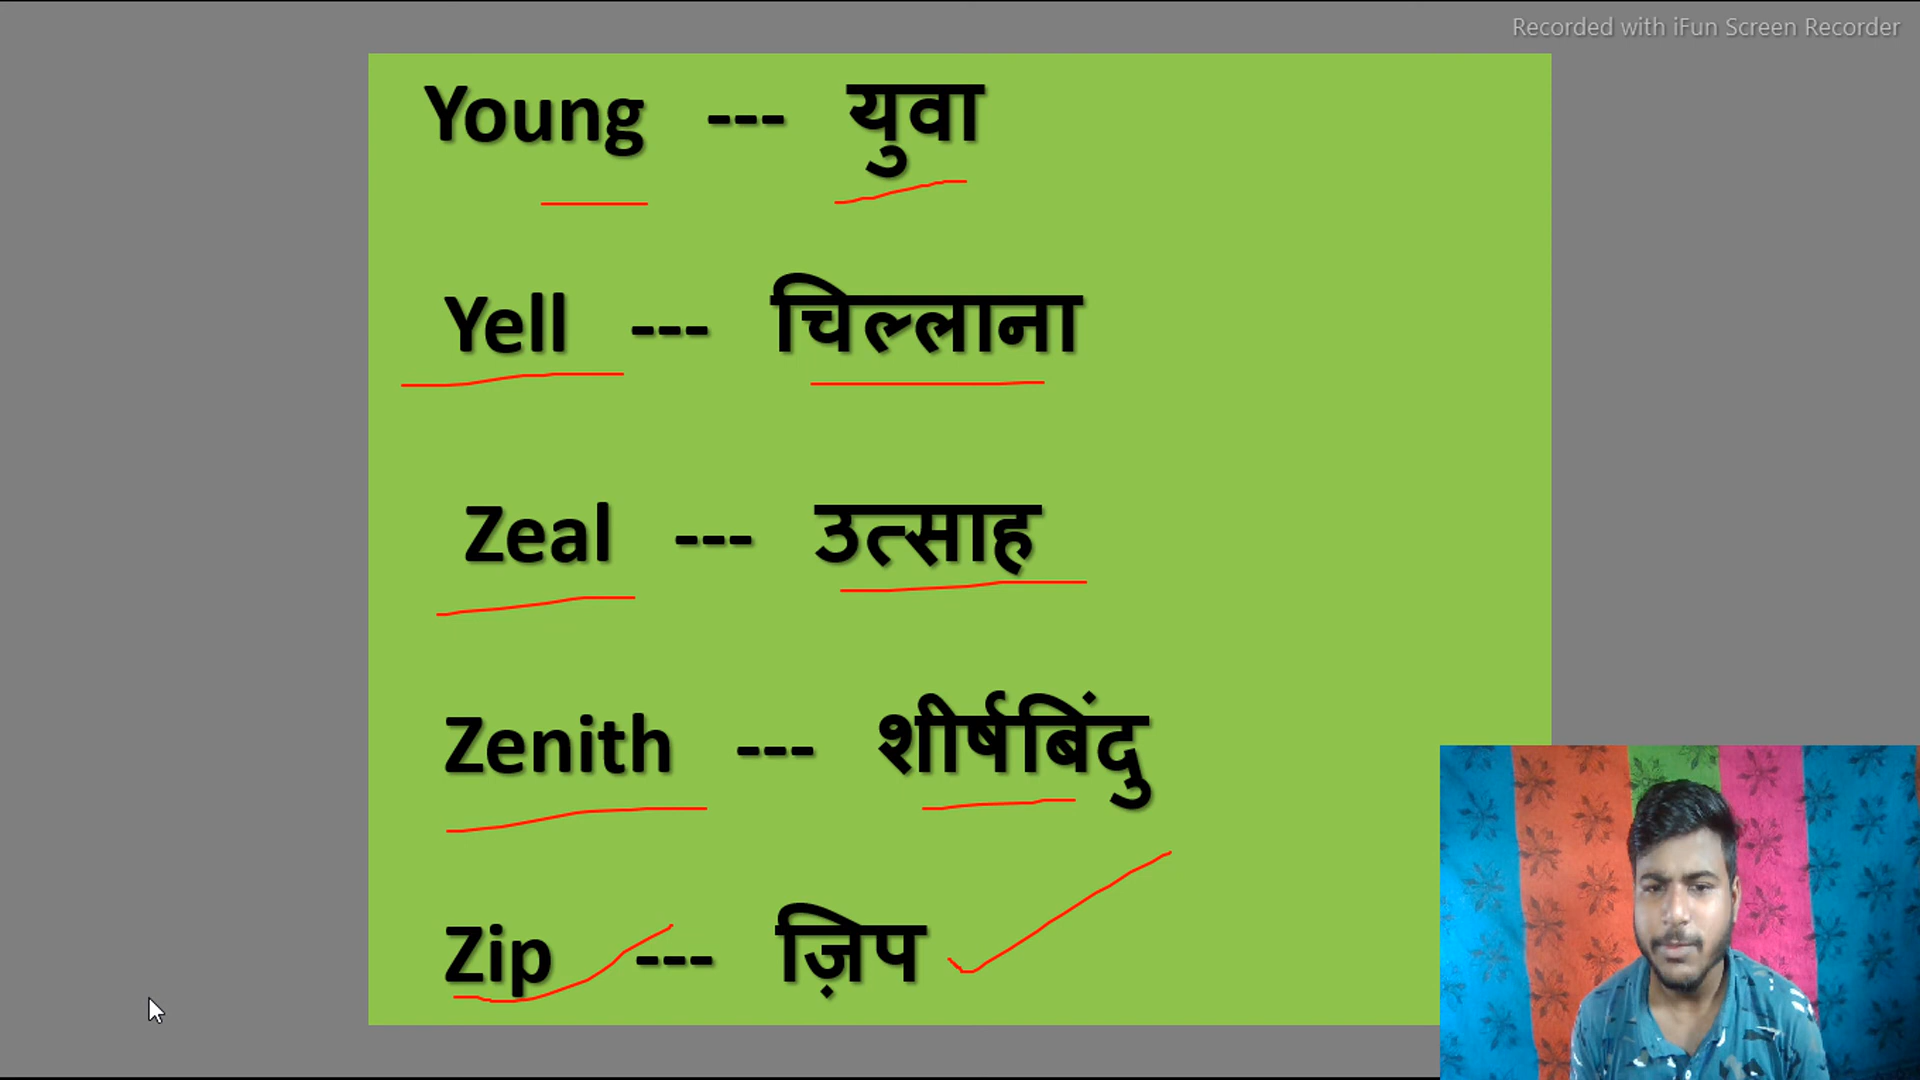 Recorded with iFun Screen Recorder
Young --- युवा
Yell --- चिल्लाना
Zeal --- उत्साह
Zenith --- शीर्षबिंदु
Zip --- ज़िप